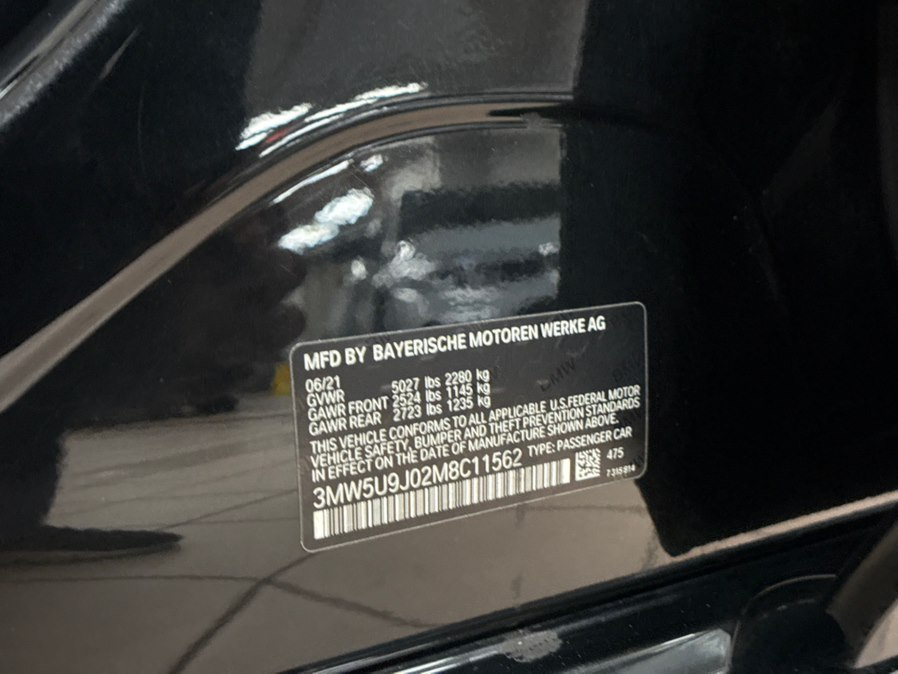 MFD BY BAYERISCHE MOTOREN WERKE AG
06/21
GVWR 5027 lbs 2280 kg
GAWR FRONT 2524 lbs 1145 kg
GAWR REAR 2723 lbs 1235 kg
THIS VEHICLE CONFORMS TO ALL APPLICABLE U.S.FEDERAL MOTOR
VEHICLE SAFETY, BUMPER AND THEFT PREVENTION STANDARDS
IN EFFECT ON THE DATE OF MANUFACTURE SHOWN ABOVE.
3MW5U9J02M8C11562 TYPE: PASSENGER CAR
475
7 315 814